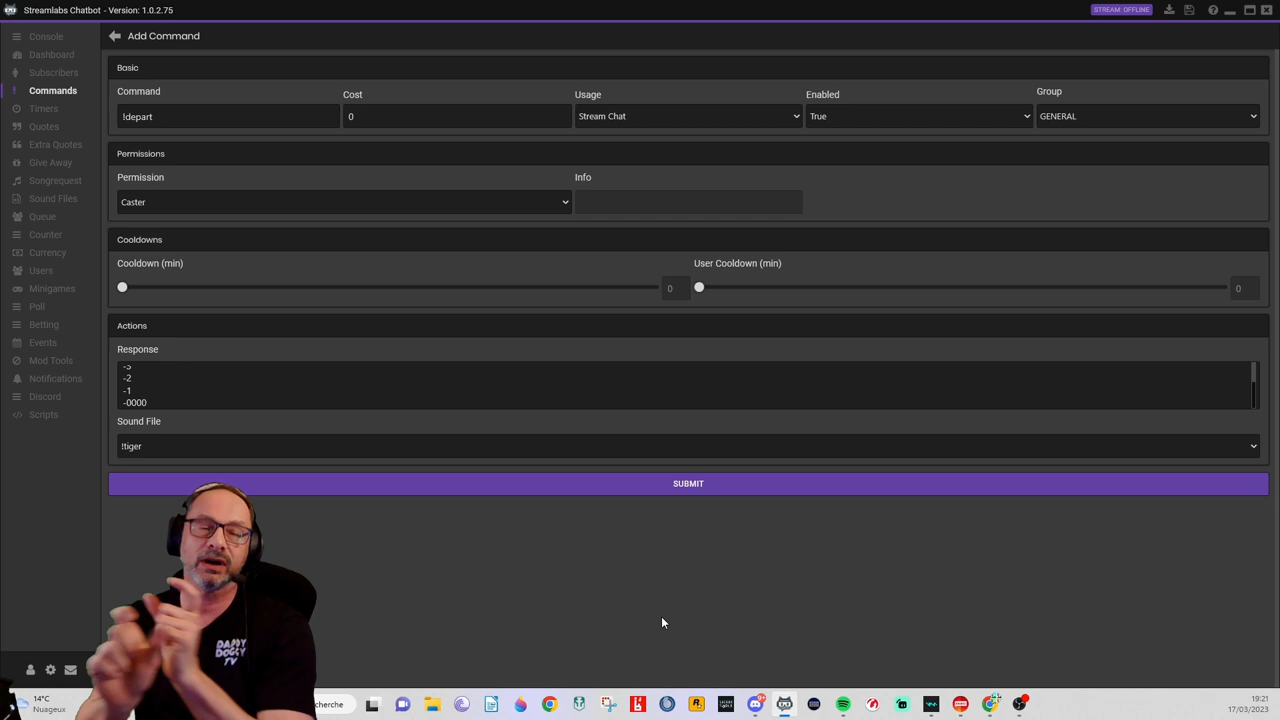 Streamlabs Chatbot - Version: 1.0.2.75
STREAM: OFFLINE
Console
Dashboard
Subscribers
Commands
Timers
Quotes
Extra Quotes
Give Away
Songrequest
Sound Files
Queue
Counter
Currency
Users
Minigames
Poll
Betting
Events
Mod Tools
Notifications
Discord
Scripts
Add Command
Basic
Command
Cost
Usage
Enabled
Group
!depart
0
Stream Chat
True
GENERAL
Permissions
Permission
Info
Caster
Cooldowns
Cooldown (min)
User Cooldown (min)
0
0
Actions
Response
-3
-2
-1
-0000
Sound File
!tiger
SUBMIT
DADDY
DOGGY
TV
14°C
Nuageux
cherche
19:21
17/03/2023